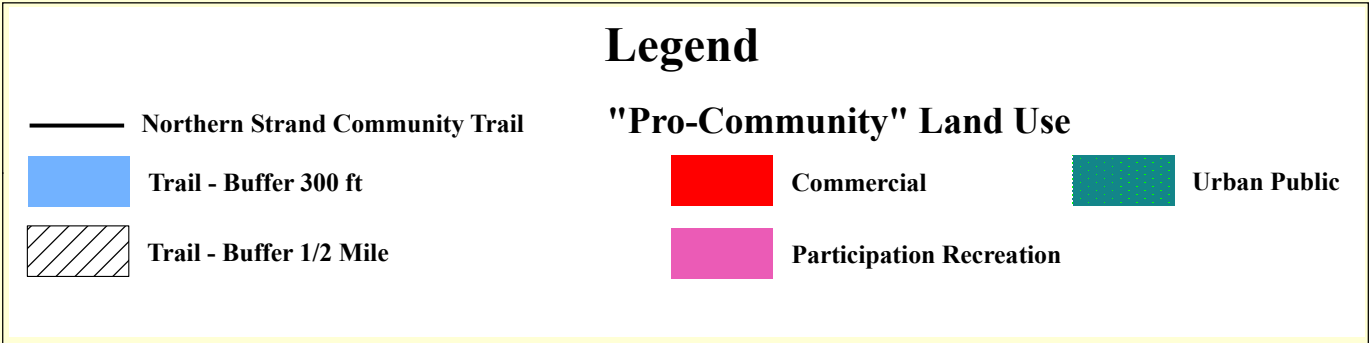 Legend
Northern Strand Community Trail
Trail - Buffer 300 ft
Trail - Buffer 1/2 Mile
"Pro-Community" Land Use
Commercial
Urban Public
Participation Recreation